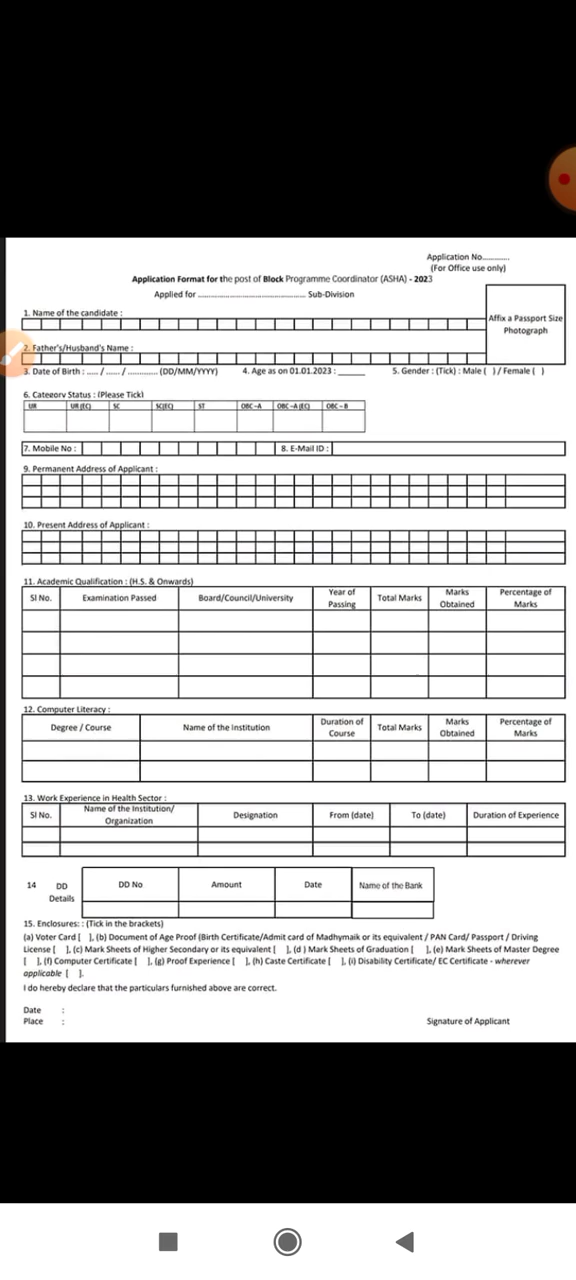 Application No............
(For Office use only)
Application Format for the post of Block Programme Coordinator (ASHA) - 2023
Applied for ................................................ Sub-Division
1. Name of the candidate :
Affix a Passport Size
Photograph
2. Father's/Husband's Name :
3. Date of Birth : ..... / ...... / ............. (DD/MM/YYYY) 4. Age as on 01.01.2023 : ______ 5. Gender : (Tick) : Male ( ) / Female ( )
6. Category Status : (Please Tick)
UR UR (EC) SC SC(EC) ST OBC-A OBC-A (EC) OBC-B
7. Mobile No : 8. E-Mail ID :
9. Permanent Address of Applicant :
10. Present Address of Applicant :
11. Academic Qualification : (H.S. & Onwards)
Sl No. Examination Passed Board/Council/University Year of Passing Total Marks Marks Obtained Percentage of Marks
12. Computer Literacy :
Degree / Course Name of the Institution Duration of Course Total Marks Marks Obtained Percentage of Marks
13. Work Experience in Health Sector :
Sl No. Name of the Institution/ Organization Designation From (date) To (date) Duration of Experience
14 DD Details DD No Amount Date Name of the Bank
15. Enclosures: : (Tick in the brackets)
(a) Voter Card [ ], (b) Document of Age Proof (Birth Certificate/Admit card of Madhymaik or its equivalent / PAN Card/ Passport / Driving
License [ ], (c) Mark Sheets of Higher Secondary or its equivalent [ ], (d ) Mark Sheets of Graduation [ ], (e) Mark Sheets of Master Degree
[ ], (f) Computer Certificate [ ], (g) Proof Experience [ ], (h) Caste Certificate [ ], (i) Disability Certificate/ EC Certificate - wherever
applicable [ ].
I do hereby declare that the particulars furnished above are correct.
Date :
Place : Signature of Applicant